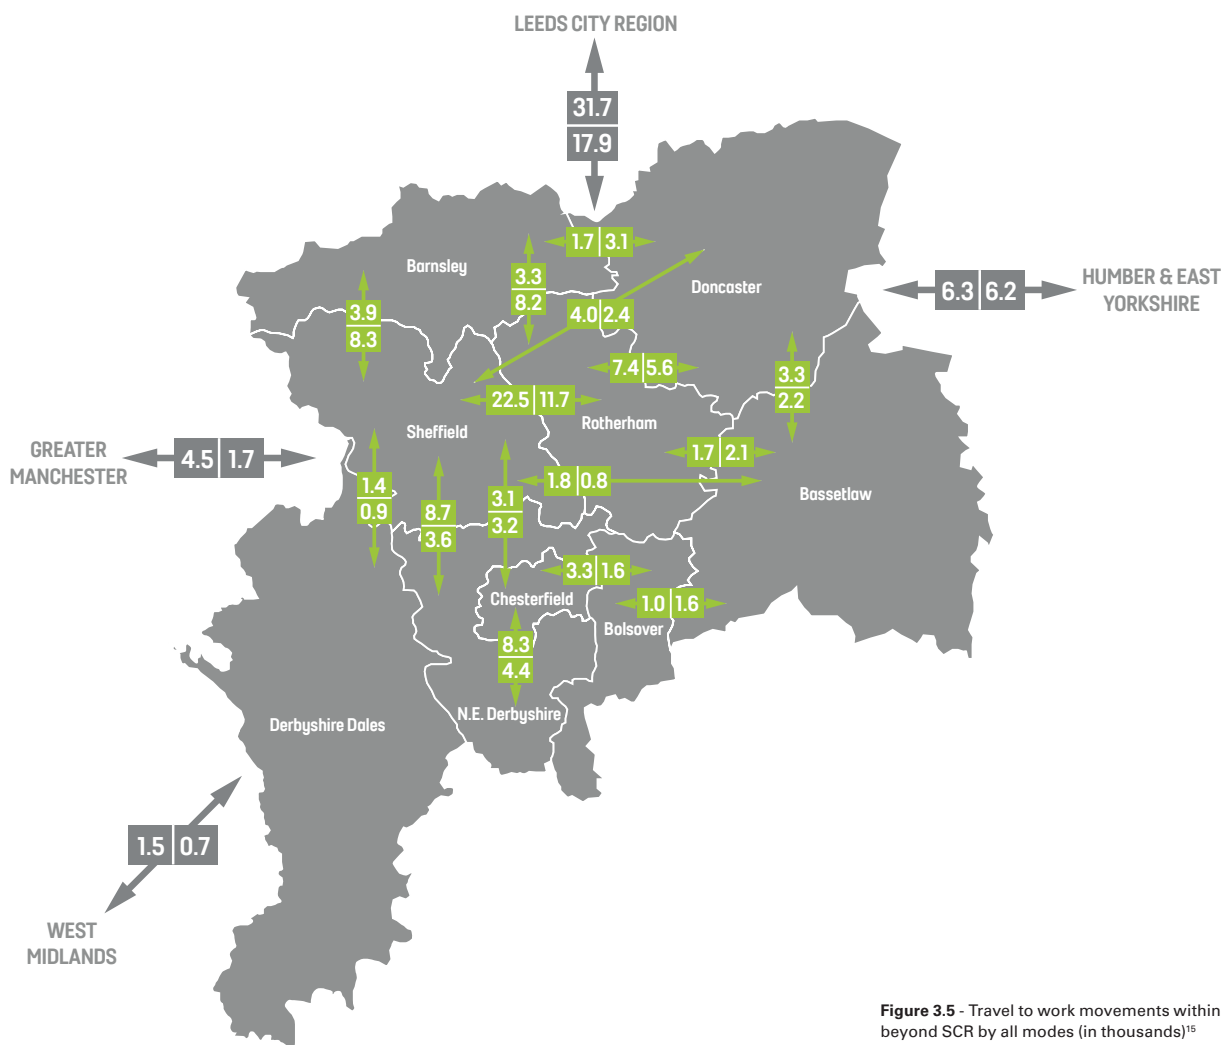 LEEDS CITY REGION
31.7
17.9
1.7 3.1
Barnsley
3.3
8.2
Doncaster
6.3 6.2
HUMBER & EAST
YORKSHIRE
3.9
8.3
4.0 2.4
7.4 5.6
3.3
2.2
22.5 11.7
Rotherham
Sheffield
GREATER
MANCHESTER
4.5 1.7
1.7 2.1
1.4
0.9
1.8 0.8
Bassetlaw
8.7
3.6
3.1
3.2
3.3 1.6
Chesterfield
1.0 1.6
Bolsover
8.3
4.4
N.E. Derbyshire
Derbyshire Dales
1.5 0.7
WEST
MIDLANDS
Figure 3.5 - Travel to work movements within
beyond SCR by all modes (in thousands)¹⁵